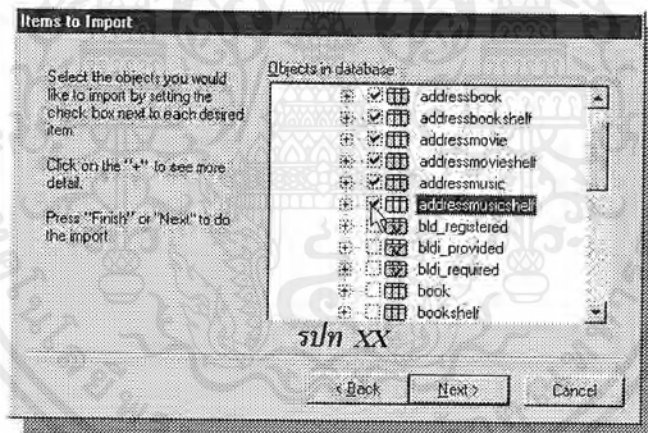 Items to Import
Select the objects you would
like to import by setting the
check box next to each desired
item.
Click on the "+" to see more
detail.
Press "Finish" or "Next" to do
the import
Objects in database
addressbook
addressbookshelf
addressmovie
addressmovieshelf
addressmusic
addressmusicshelf
bld_registered
bldi_provided
bldi_required
book
bookshelf
รูปท XX
< Back
Next >
Cancel